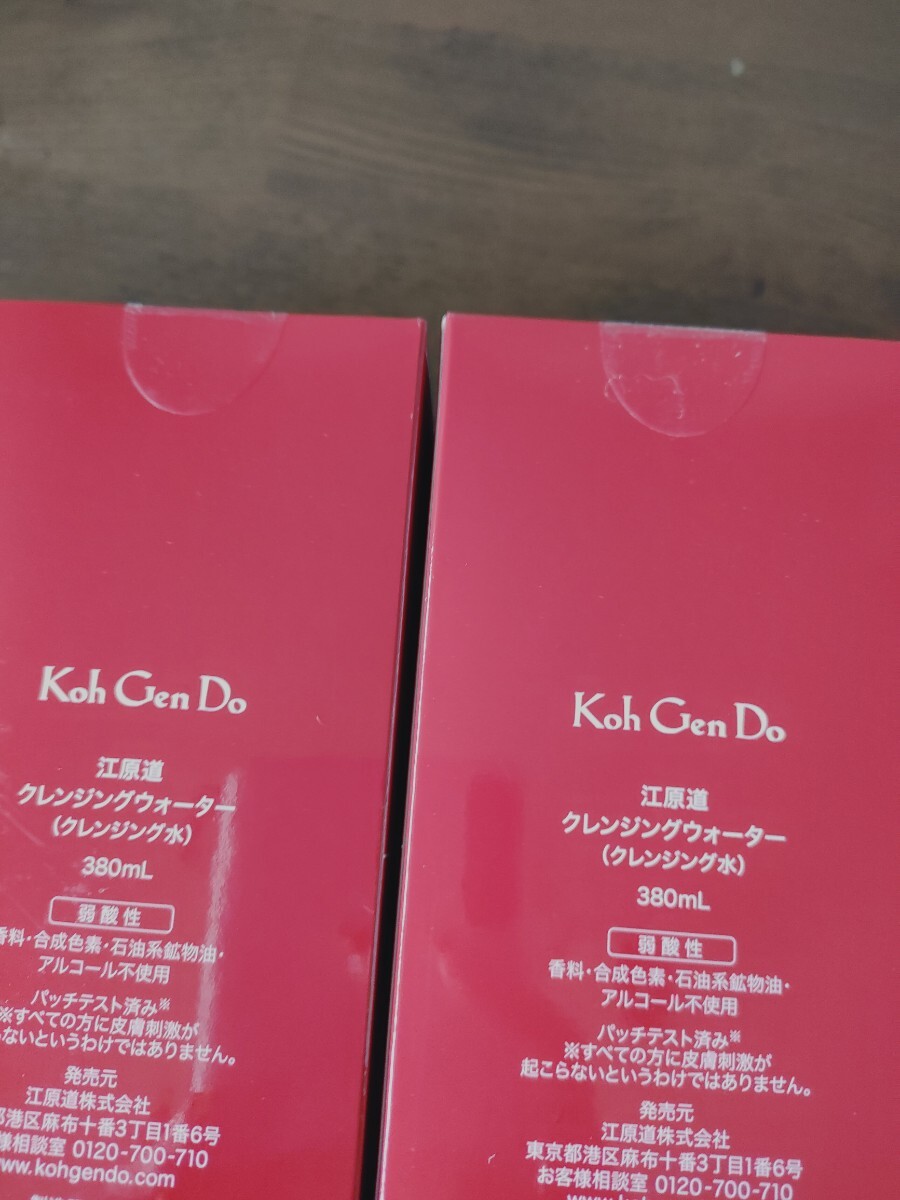 Koh Gen Do
江原道
クレンジングウォーター
(クレンジング水)
380mL
弱酸性
香料・合成色素・石油系鉱物油・
アルコール不使用
パッチテスト済み※
※すべての方に皮膚刺激が
ないというわけではありません。
発売元
江原道株式会社
港区麻布十番3丁目1番6号
様相談室 0120-700-710
www.kohgendo.com
Koh Gen Do
江原道
クレンジングウォーター
(クレンジング水)
380mL
弱酸性
香料・合成色素・石油系鉱物油・
アルコール不使用
パッチテスト済み※
※すべての方に皮膚刺激が
起こらないというわけではありません。
発売元
江原道株式会社
東京都港区麻布十番3丁目1番6号
お客様相談室 0120-700-710